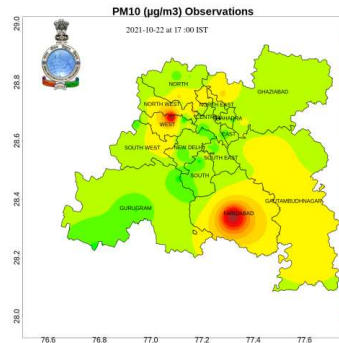 PM10 (µg/m3) Observations
2021-10-22 at 17 :00 IST
29.0
28.8
28.6
28.4
28.2
28.0
NORTH
GHAZIABAD
NORTH WEST
NORTH EAST
CENTRAL
SHAHDRA
WEST
EAST
SOUTH WEST
NEW DELHI
SOUTH EAST
SOUTH
GURUGRAM
FARIDABAD
GAUTAMBUDHNAGAR
76.6 76.8 77.0 77.2 77.4 77.6